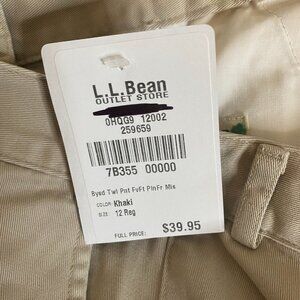 L.L.Bean
OUTLET STORE
0HQG9 12002
259659
7B355 00000
Byed Twl Pnt FvFt PlnFr Mis
COLOR: Khaki
SIZE: 12 Reg
FULL PRICE: $39.95